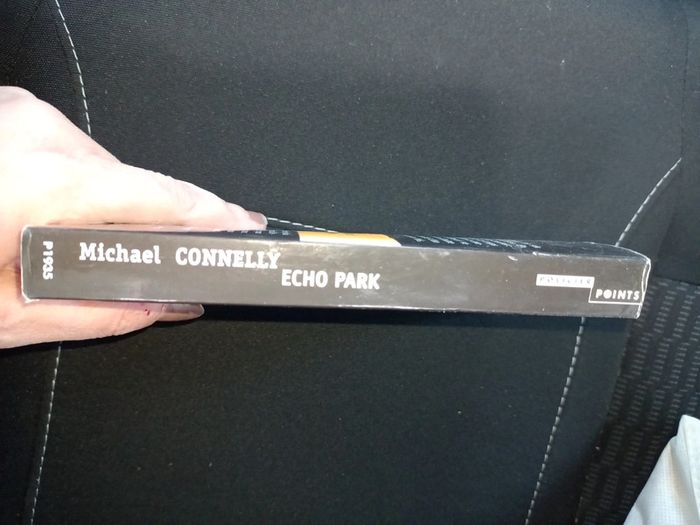 P1935
Michael CONNELLY
ECHO PARK
POLICIER
POINTS